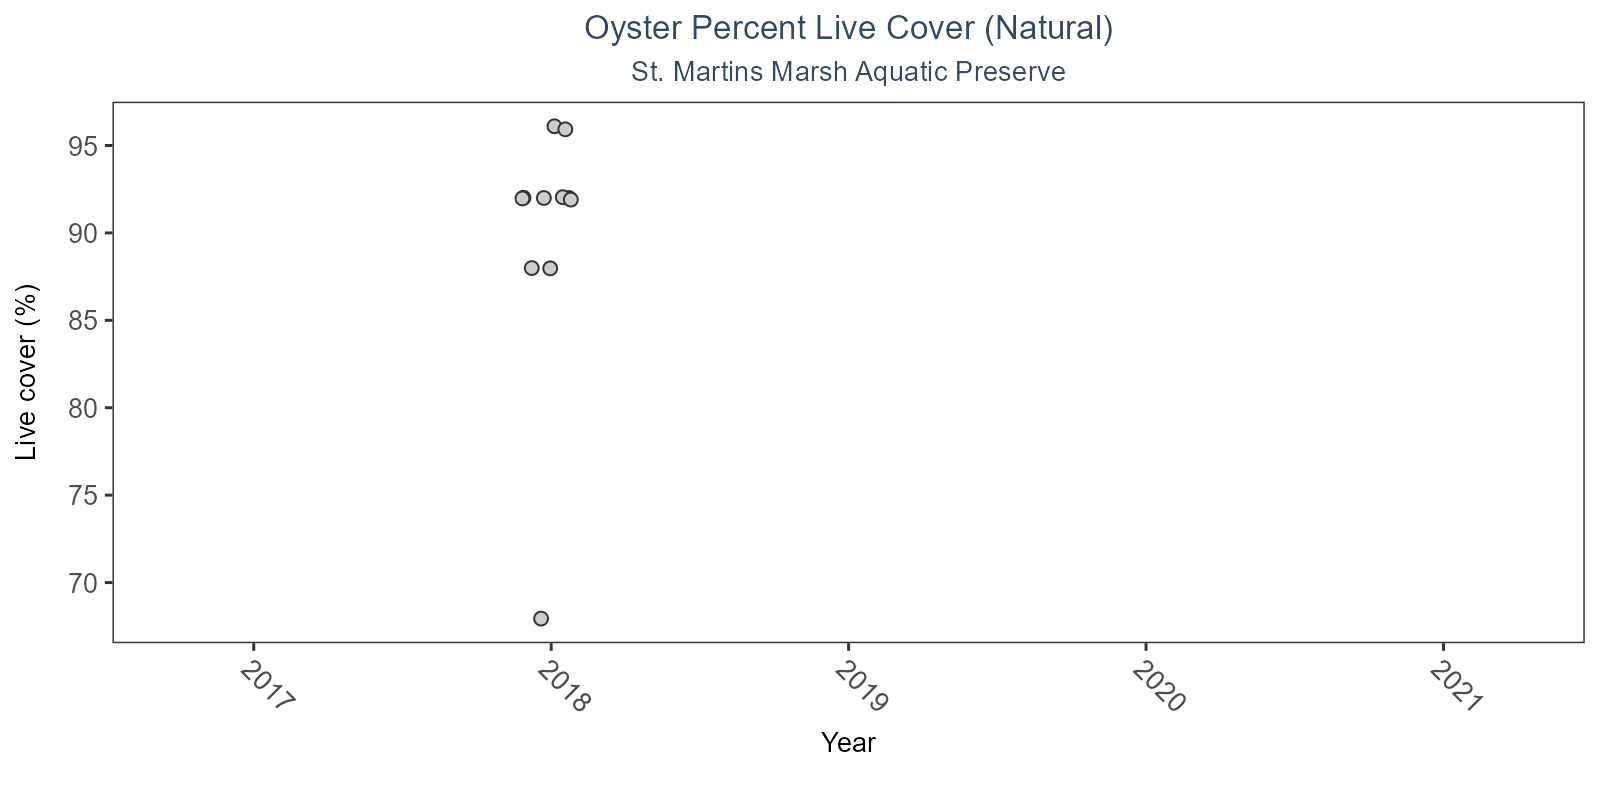 Oyster Percent Live Cover (Natural)
St. Martins Marsh Aquatic Preserve
Live cover (%)
95
90
85
80
75
70
2017
2018
2019
2020
2021
Year